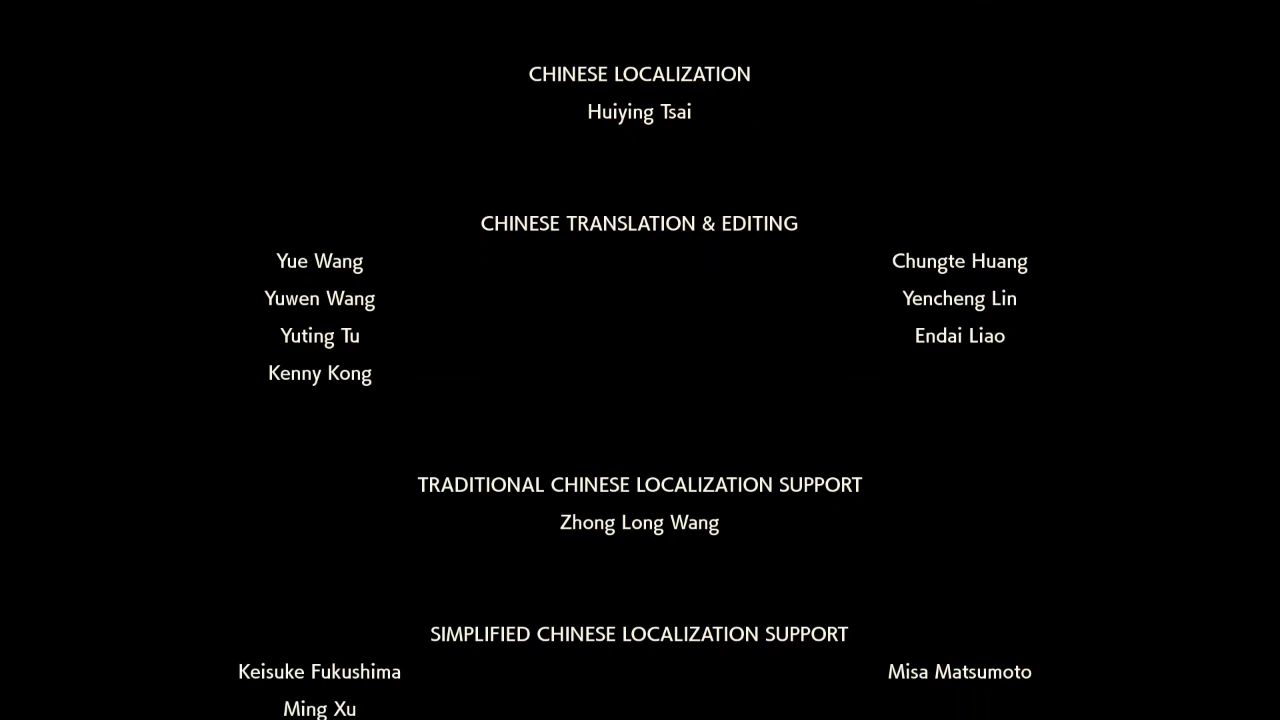 CHINESE LOCALIZATION
Huiying Tsai
CHINESE TRANSLATION & EDITING
Yue Wang
Chungte Huang
Yuwen Wang
Yencheng Lin
Yuting Tu
Endai Liao
Kenny Kong
TRADITIONAL CHINESE LOCALIZATION SUPPORT
Zhong Long Wang
SIMPLIFIED CHINESE LOCALIZATION SUPPORT
Keisuke Fukushima
Misa Matsumoto
Ming Xu